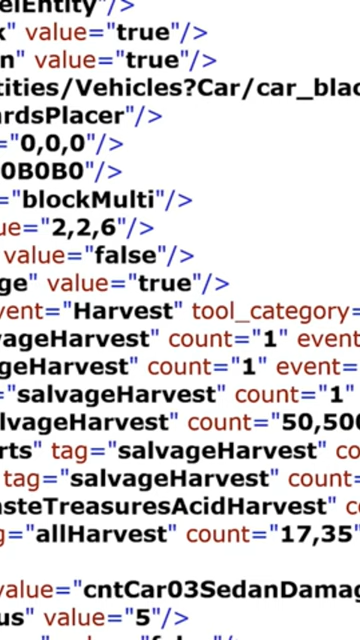 elEntity"/>
k" value="true"/>
n" value="true"/>
tities/Vehicles?Car/car_blac
ardsPlacer"/>
="0,0,0"/>
0B0B0"/>
="blockMulti"/>
ue="2,2,6"/>
value="false"/>
ge" value="true"/>
vent="Harvest" tool_category=
vageHarvest" count="1" event
geHarvest" count="1" event=
="salvageHarvest" count="1"
lvageHarvest" count="50,500
rts" tag="salvageHarvest" co
tag="salvageHarvest" count=
asteTreasuresAcidHarvest" c
g="allHarvest" count="17,35"
value="cntCar03SedanDamag
us" value="5"/>